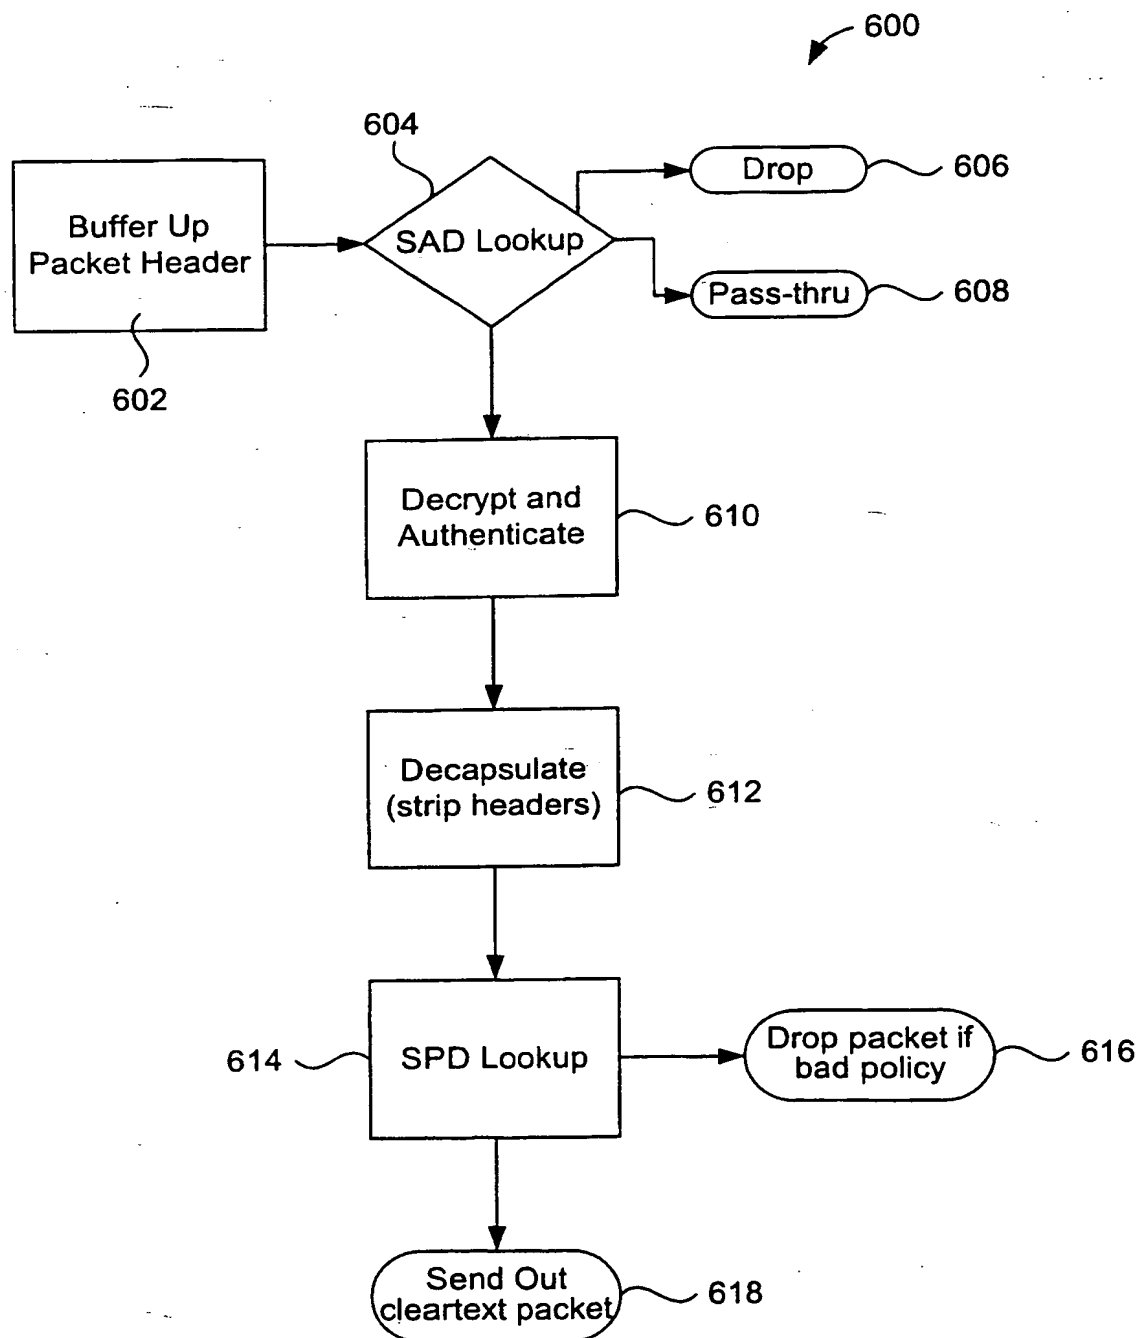 600
604
Drop
606
Buffer Up
Packet Header
SAD Lookup
Pass-thru
608
602
Decrypt and
Authenticate
610
Decapsulate
(strip headers)
612
614
SPD Lookup
Drop packet if
bad policy
616
Send Out
cleartext packet
618